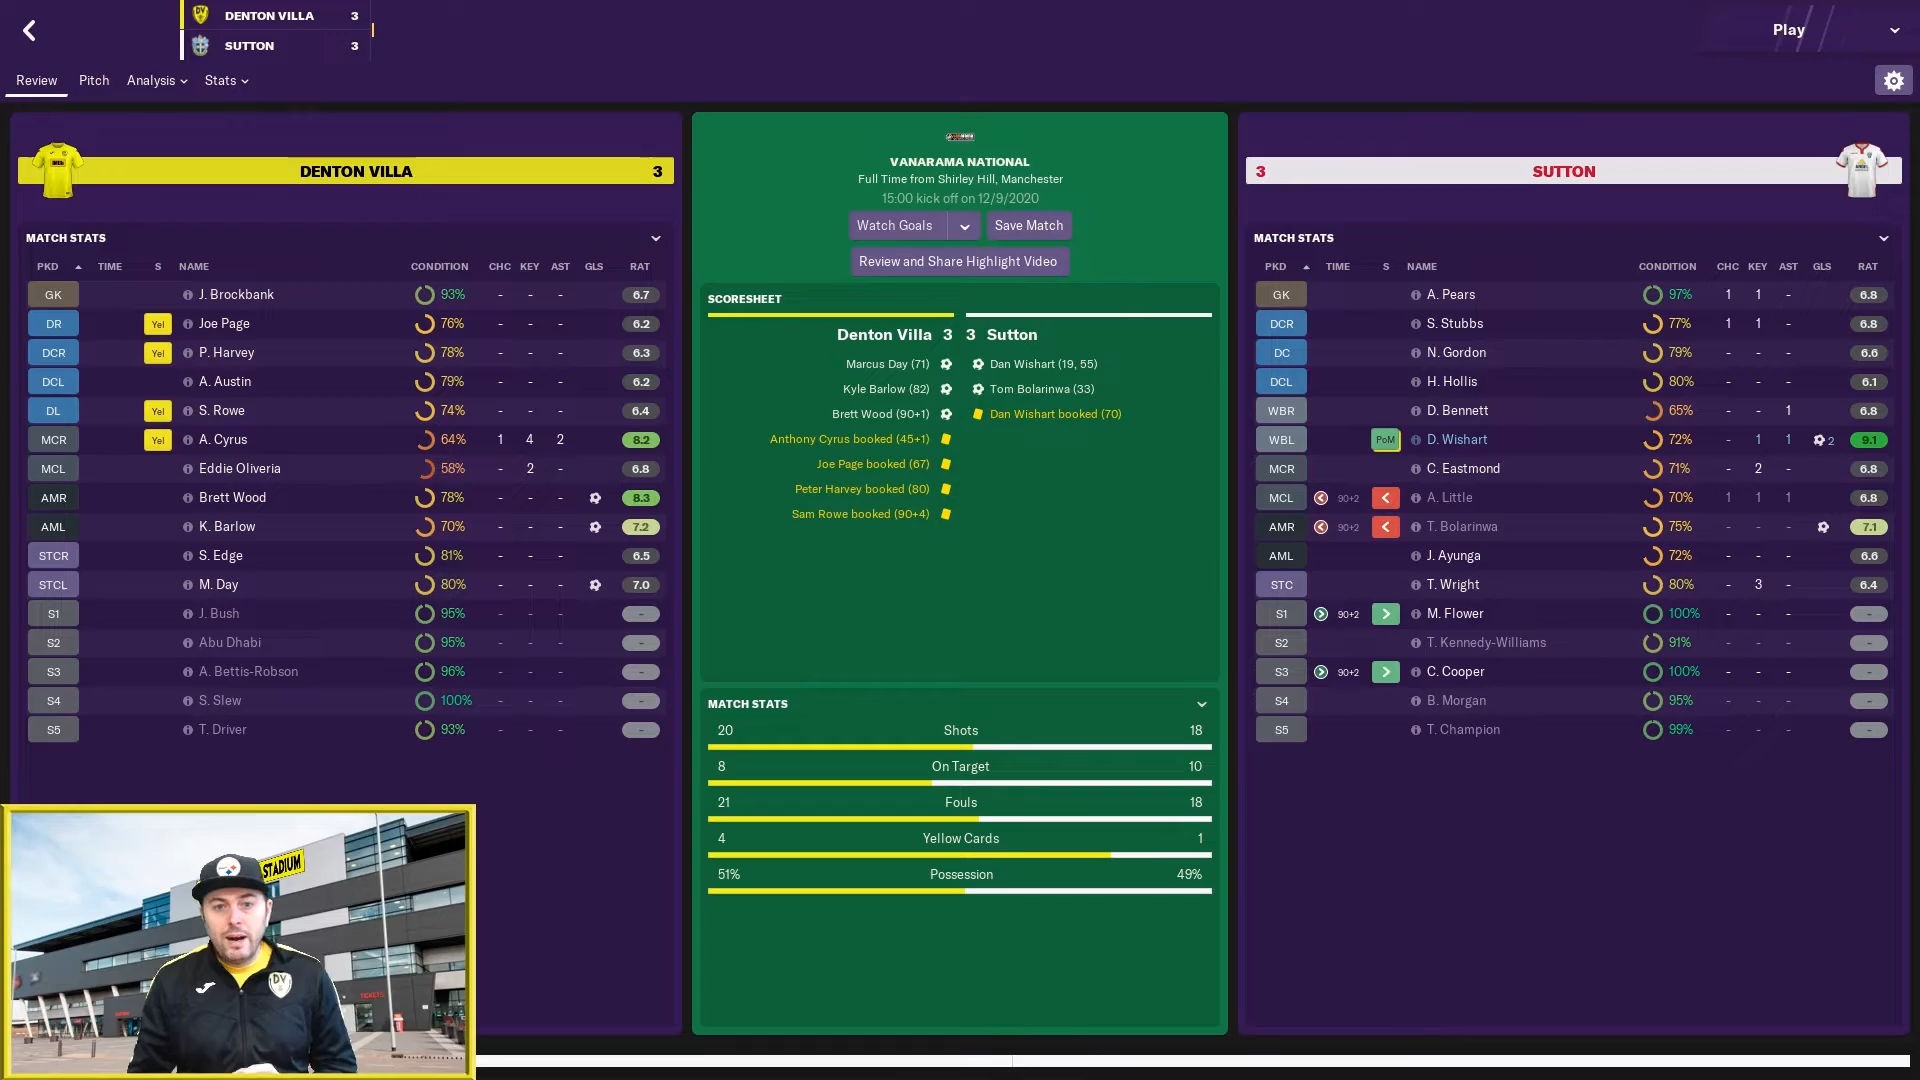 DENTON VILLA 3
SUTTON 3
Play
Review Pitch Analysis Stats
DENTON VILLA 3
MATCH STATS
PKD TIME S NAME CONDITION CHC KEY AST GLS RAT
GK J. Brockbank 93% - - - 6.7
DR Yel Joe Page 76% - - - 6.2
DCR Yel P. Harvey 78% - - - 6.3
DCL A. Austin 79% - - - 6.2
DL Yel S. Rowe 74% - - - 6.4
MCR Yel A. Cyrus 64% 1 4 2 8.2
MCL Eddie Oliveria 58% - 2 - 6.8
AMR Brett Wood 78% - - - 8.3
AML K. Barlow 70% - - - 7.2
STCR S. Edge 81% - - - 6.5
STCL M. Day 80% - - - 7.0
S1 J. Bush 95% - - - -
S2 Abu Dhabi 95% - - - -
S3 A. Bettis-Robson 96% - - - -
S4 S. Slew 100% - - - -
S5 T. Driver 93% - - - -
VANARAMA NATIONAL
Full Time from Shirley Hill, Manchester
15:00 kick off on 12/9/2020
Watch Goals Save Match
Review and Share Highlight Video
SCORESHEET
Denton Villa 3 3 Sutton
Marcus Day (71) Dan Wishart (19, 55)
Kyle Barlow (82) Tom Bolarinwa (33)
Brett Wood (90+1) Dan Wishart booked (70)
Anthony Cyrus booked (45+1)
Joe Page booked (67)
Peter Harvey booked (80)
Sam Rowe booked (90+4)
MATCH STATS
20 Shots 18
8 On Target 10
21 Fouls 18
4 Yellow Cards 1
51% Possession 49%
3 SUTTON
MATCH STATS
PKD TIME S NAME CONDITION CHC KEY AST GLS RAT
GK A. Pears 97% 1 1 - 6.8
DCR S. Stubbs 77% 1 1 - 6.8
DC N. Gordon 79% - - - 6.6
DCL H. Hollis 80% - - - 6.1
WBR D. Bennett 65% - - 1 6.8
WBL PoM D. Wishart 72% - 1 1 2 9.1
MCR C. Eastmond 71% - 2 - 6.8
MCL 90+2 A. Little 70% 1 1 1 6.8
AMR 90+2 T. Bolarinwa 75% - - - 7.1
AML J. Ayunga 72% - - - 6.6
STC T. Wright 80% - 3 - 6.4
S1 90+2 M. Flower 100% - - - -
S2 T. Kennedy-Williams 91% - - - -
S3 90+2 C. Cooper 100% - - - -
S4 B. Morgan 95% - - - -
S5 T. Champion 99% - - - -
STADIUM
TICKETS
DV